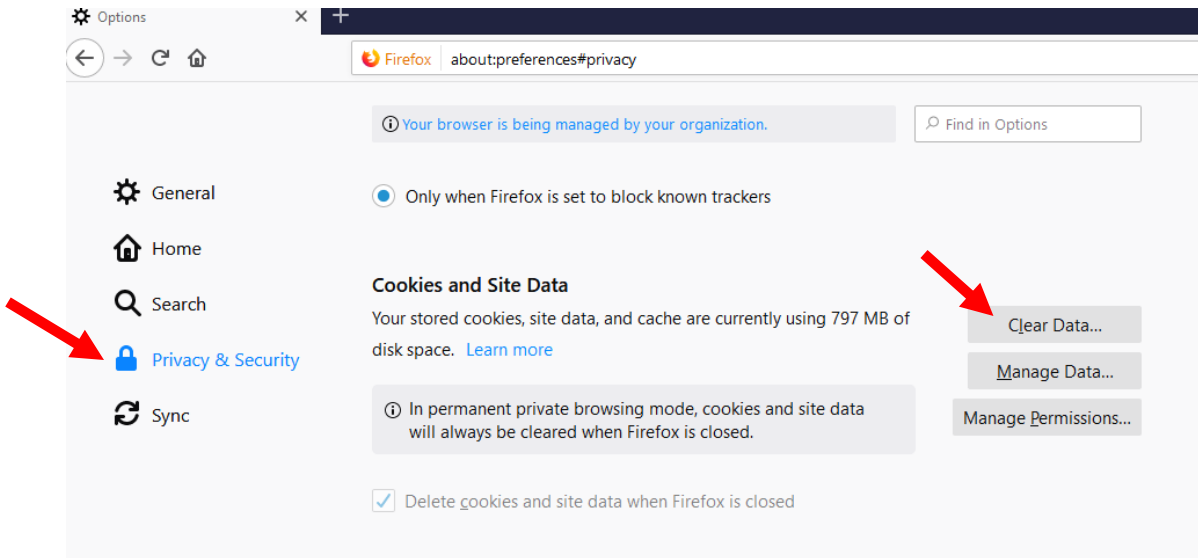 Options
Firefox about:preferences#privacy
Your browser is being managed by your organization.
Find in Options
General
Home
Search
Privacy & Security
Sync
Only when Firefox is set to block known trackers
Cookies and Site Data
Your stored cookies, site data, and cache are currently using 797 MB of
disk space. Learn more
Clear Data...
Manage Data...
Manage Permissions...
In permanent private browsing mode, cookies and site data
will always be cleared when Firefox is closed.
Delete cookies and site data when Firefox is closed